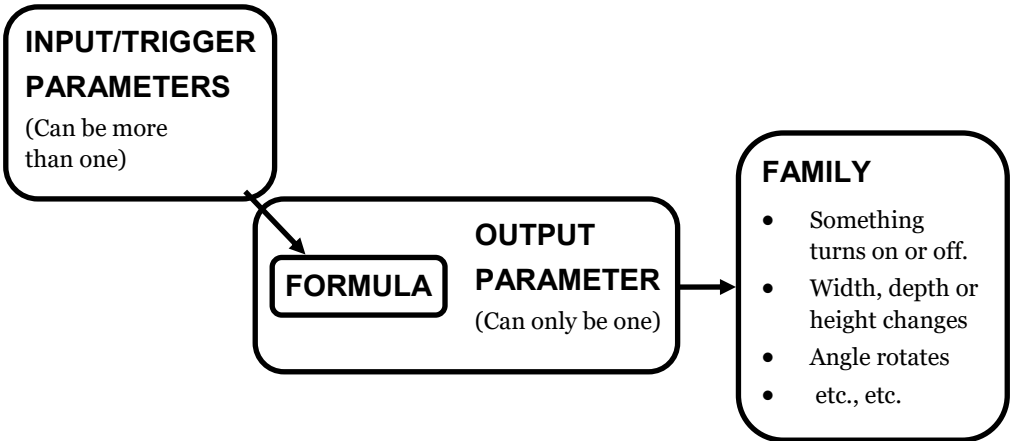 INPUT/TRIGGER
PARAMETERS
(Can be more
than one)
FORMULA
OUTPUT
PARAMETER
(Can only be one)
FAMILY
• Something
turns on or off.
• Width, depth or
height changes
• Angle rotates
• etc., etc.